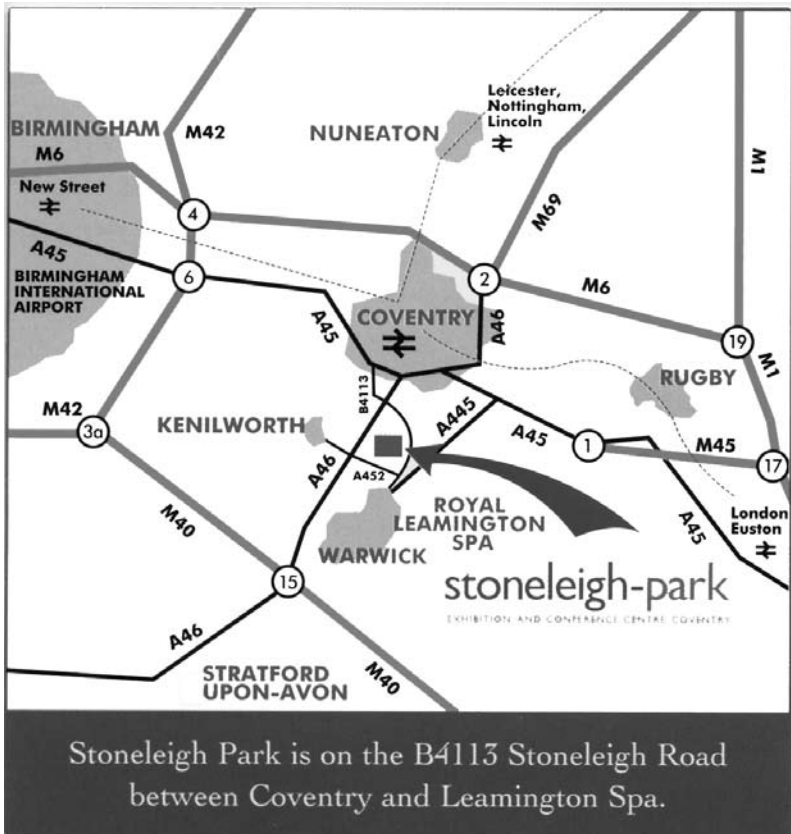 BIRMINGHAM
M42
M6
New Street
4
A45
BIRMINGHAM
INTERNATIONAL
AIRPORT
6
NUNEATON
Leicester,
Nottingham,
Lincoln
M69
M1
2
M6
COVENTRY
A45
A46
19
M1
RUGBY
B4113
A445
A45
1
M45
17
M42
3a
KENILWORTH
A46
A452
M40
ROYAL
LEAMINGTON
SPA
WARWICK
London
Euston
A45
15
stoneleigh-park
EXHIBITION AND CONFERENCE CENTRE COVENTRY
A46
STRATFORD
UPON-AVON
M40
Stoneleigh Park is on the B4113 Stoneleigh Road
between Coventry and Leamington Spa.